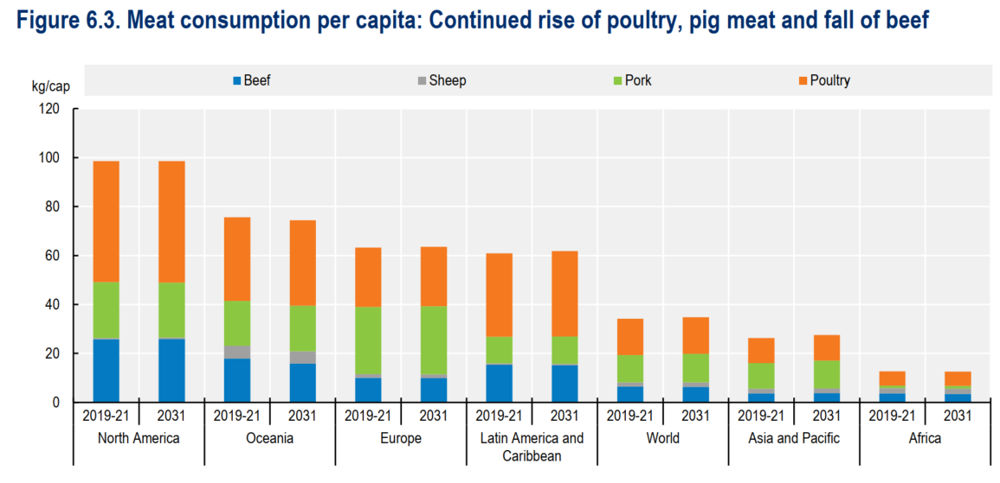 Figure 6.3. Meat consumption per capita: Continued rise of poultry, pig meat and fall of beef
kg/cap
Beef Sheep Pork Poultry
120
100
80
60
40
20
0
2019-21 2031 2019-21 2031 2019-21 2031 2019-21 2031 2019-21 2031 2019-21 2031 2019-21 2031
North America Oceania Europe Latin America and World Asia and Pacific Africa
Caribbean